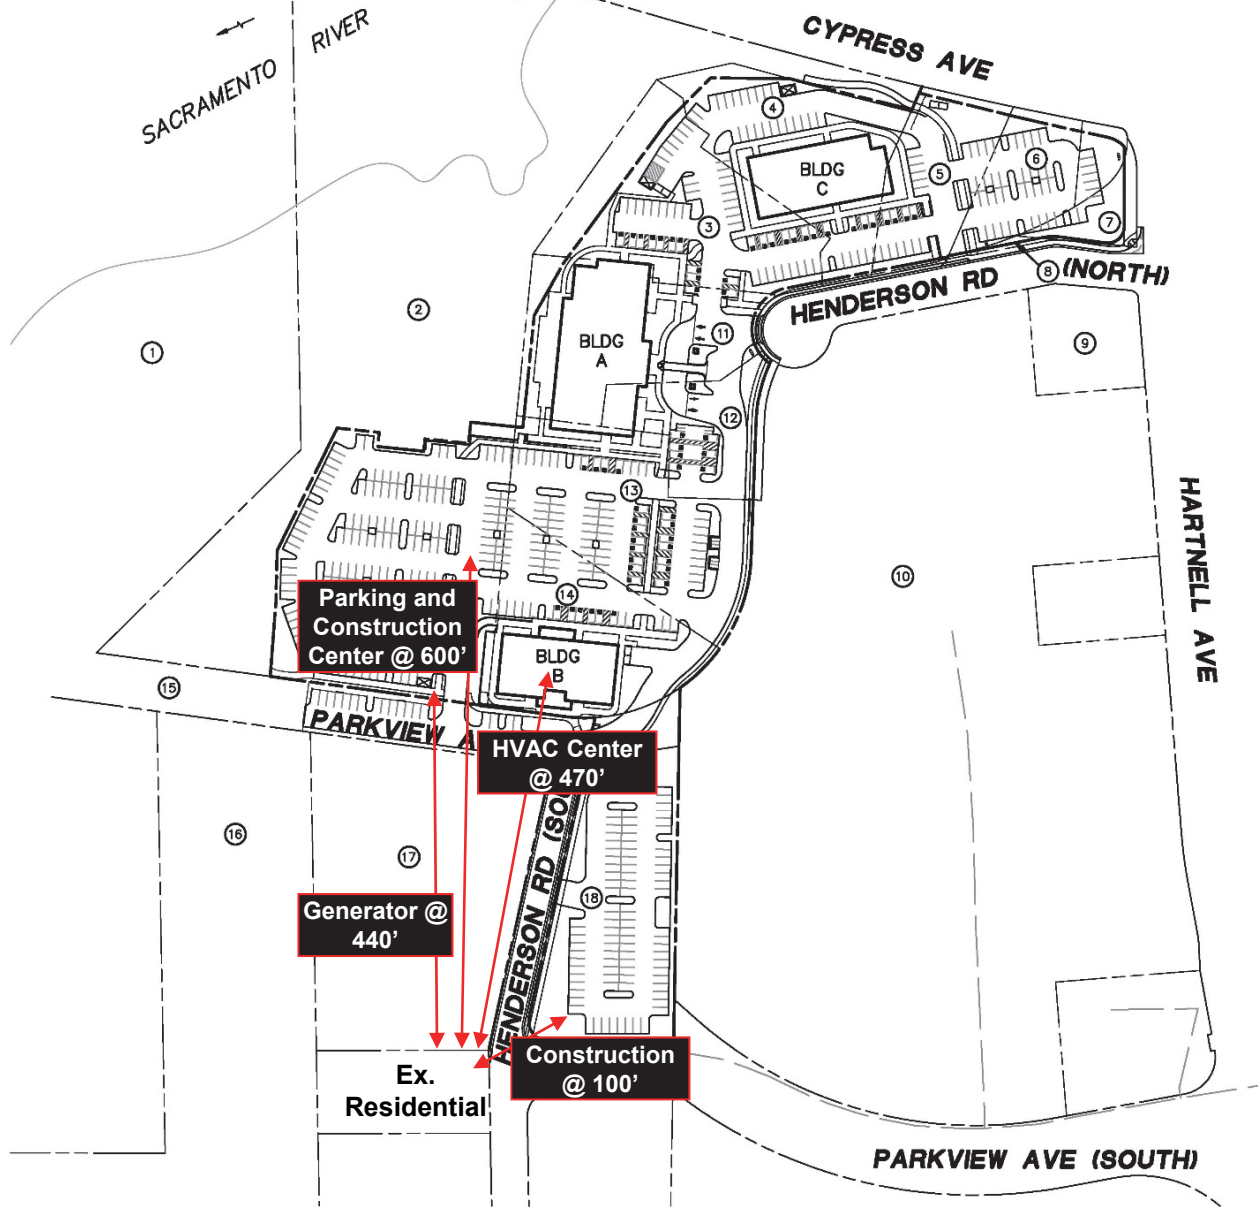 CYPRESS AVE
SACRAMENTO RIVER
4
BLDG
C
5
6
7
3
8
(NORTH)
HENDERSON RD
2
1
11
9
BLDG
A
12
13
HARTNELL AVE
10
14
Parking and
Construction
Center @ 600'
BLDG
B
15
PARKVIEW A
HVAC Center
@ 470'
HENDERSON RD (SOU
16
17
18
Generator @
440'
Construction
@ 100'
Ex.
Residential
PARKVIEW AVE (SOUTH)